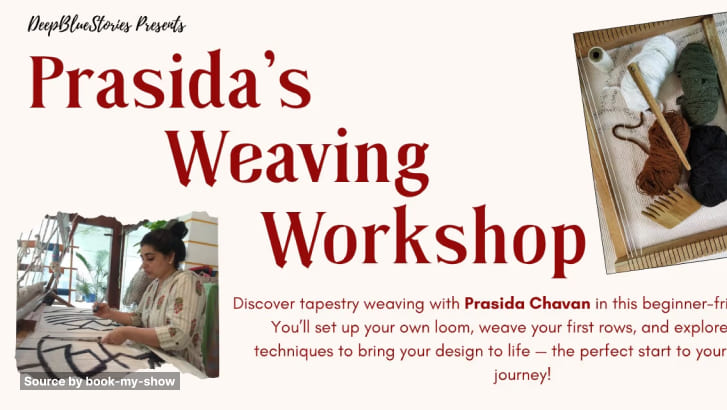 DeepBlueStories Presents
Prasida's
Weaving
Workshop
Discover tapestry weaving with Prasida Chavan in this beginner-fri
You'll set up your own loom, weave your first rows, and explore
techniques to bring your design to life — the perfect start to your
journey!
Source by book-my-show